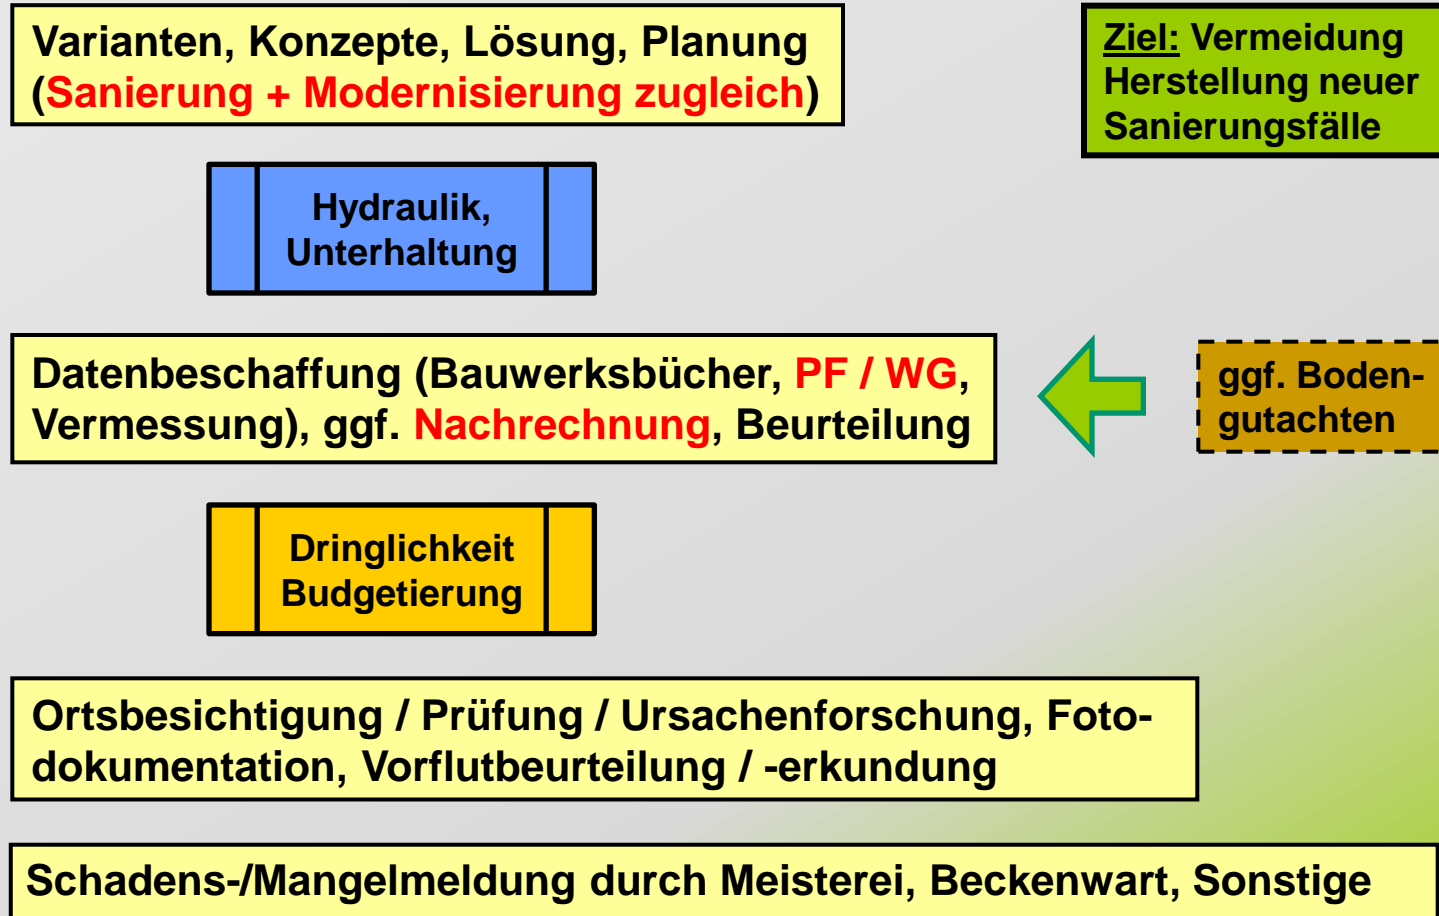 Varianten, Konzepte, Lösung, Planung
(Sanierung + Modernisierung zugleich)
Ziel: Vermeidung
Herstellung neuer
Sanierungsfälle
Hydraulik,
Unterhaltung
Datenbeschaffung (Bauwerksbücher, PF / WG,
Vermessung), ggf. Nachrechnung, Beurteilung
ggf. Boden-
gutachten
Dringlichkeit
Budgetierung
Ortsbesichtigung / Prüfung / Ursachenforschung, Foto-
dokumentation, Vorflutbeurteilung / -erkundung
Schadens-/Mangelmeldung durch Meisterei, Beckenwart, Sonstige